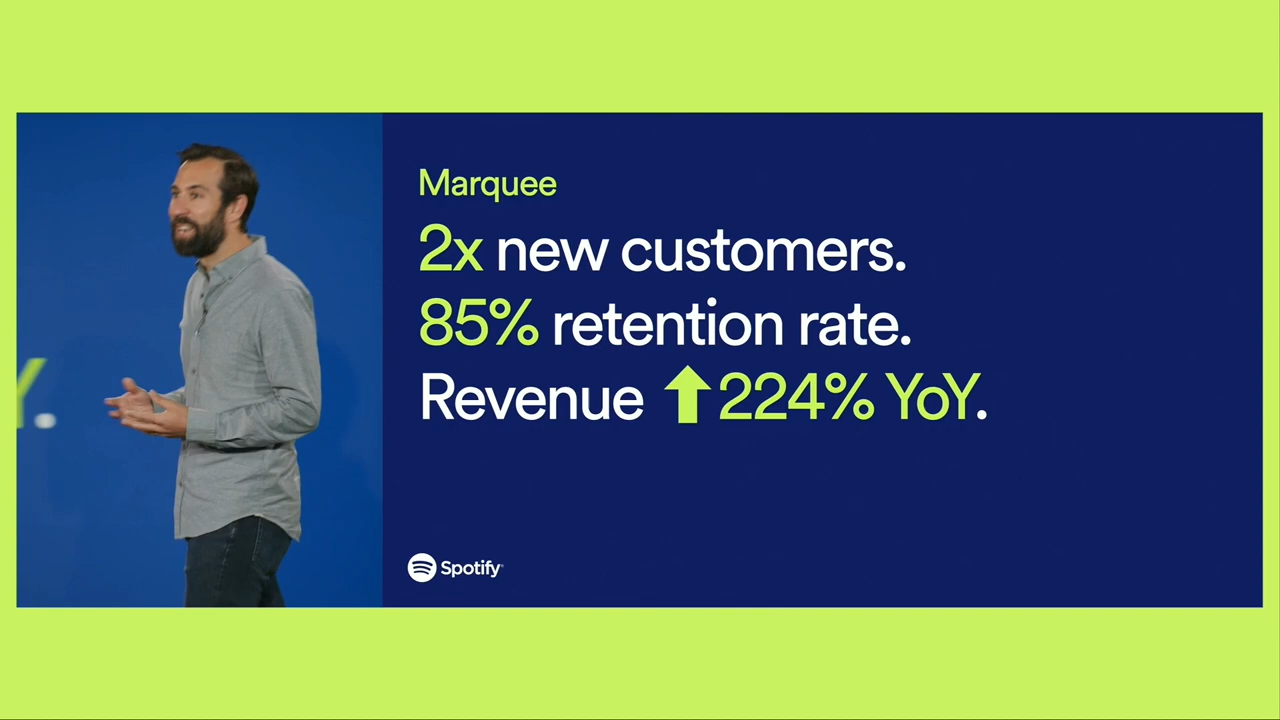 Marquee
2x new customers.
85% retention rate.
Revenue ⬆224% YoY.
Y.
Spotify